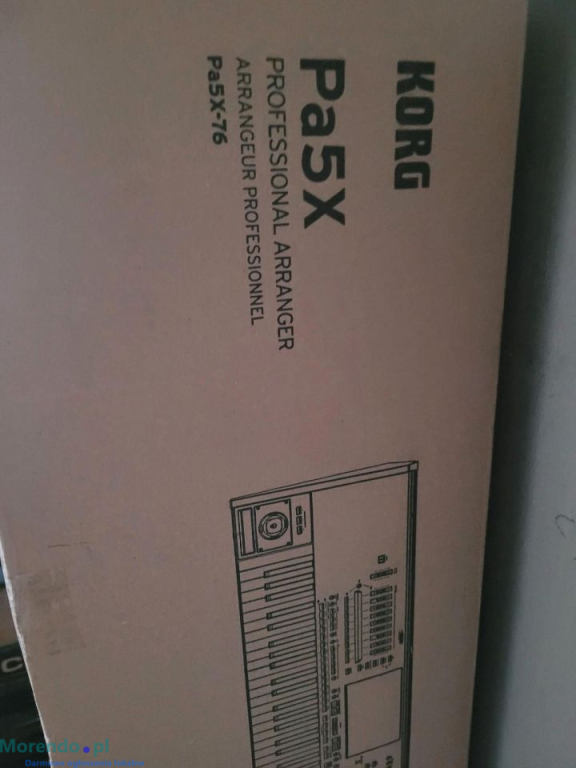 KORG
Pa5X
PROFESSIONAL ARRANGER
ARRANGEUR PROFESSIONNEL
Pa5X-76
C
Morendo.pl